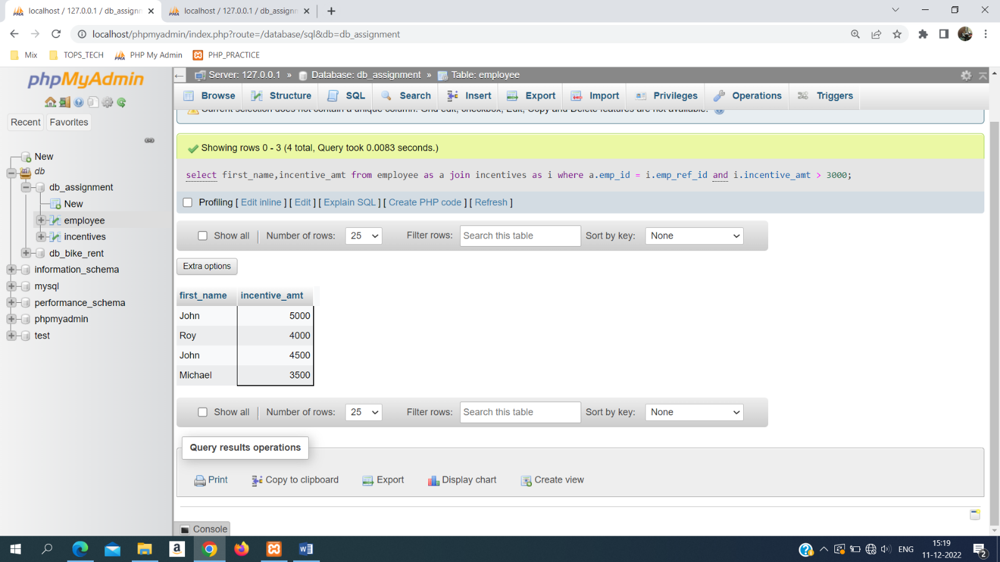 localhost / 127.0.0.1 / db_assignn
localhost / 127.0.0.1 / db_assignn
localhost/phpmyadmin/index.php?route=/database/sql&db=db_assignment
Mix TOPS_TECH PHP My Admin PHP_PRACTICE
phpMyAdmin
Recent Favorites
New
db
db_assignment
New
employee
incentives
db_bike_rent
information_schema
mysql
performance_schema
phpmyadmin
test
Server: 127.0.0.1 » Database: db_assignment » Table: employee
Browse Structure SQL Search Insert Export Import Privileges Operations Triggers
Current selection does not contain a unique column. Grid edit, checkbox, Edit, Copy and Delete features are not available.
Showing rows 0 - 3 (4 total, Query took 0.0083 seconds.)
select first_name,incentive_amt from employee as a join incentives as i where a.emp_id = i.emp_ref_id and i.incentive_amt > 3000;
Profiling [ Edit inline ] [ Edit ] [ Explain SQL ] [ Create PHP code ] [ Refresh ]
Show all | Number of rows: 25 Filter rows: Search this table Sort by key: None
Extra options
first_name incentive_amt
John 5000
Roy 4000
John 4500
Michael 3500
Show all | Number of rows: 25 Filter rows: Search this table Sort by key: None
Query results operations
Print Copy to clipboard Export Display chart Create view
Console
ENG
15:19
11-12-2022
2